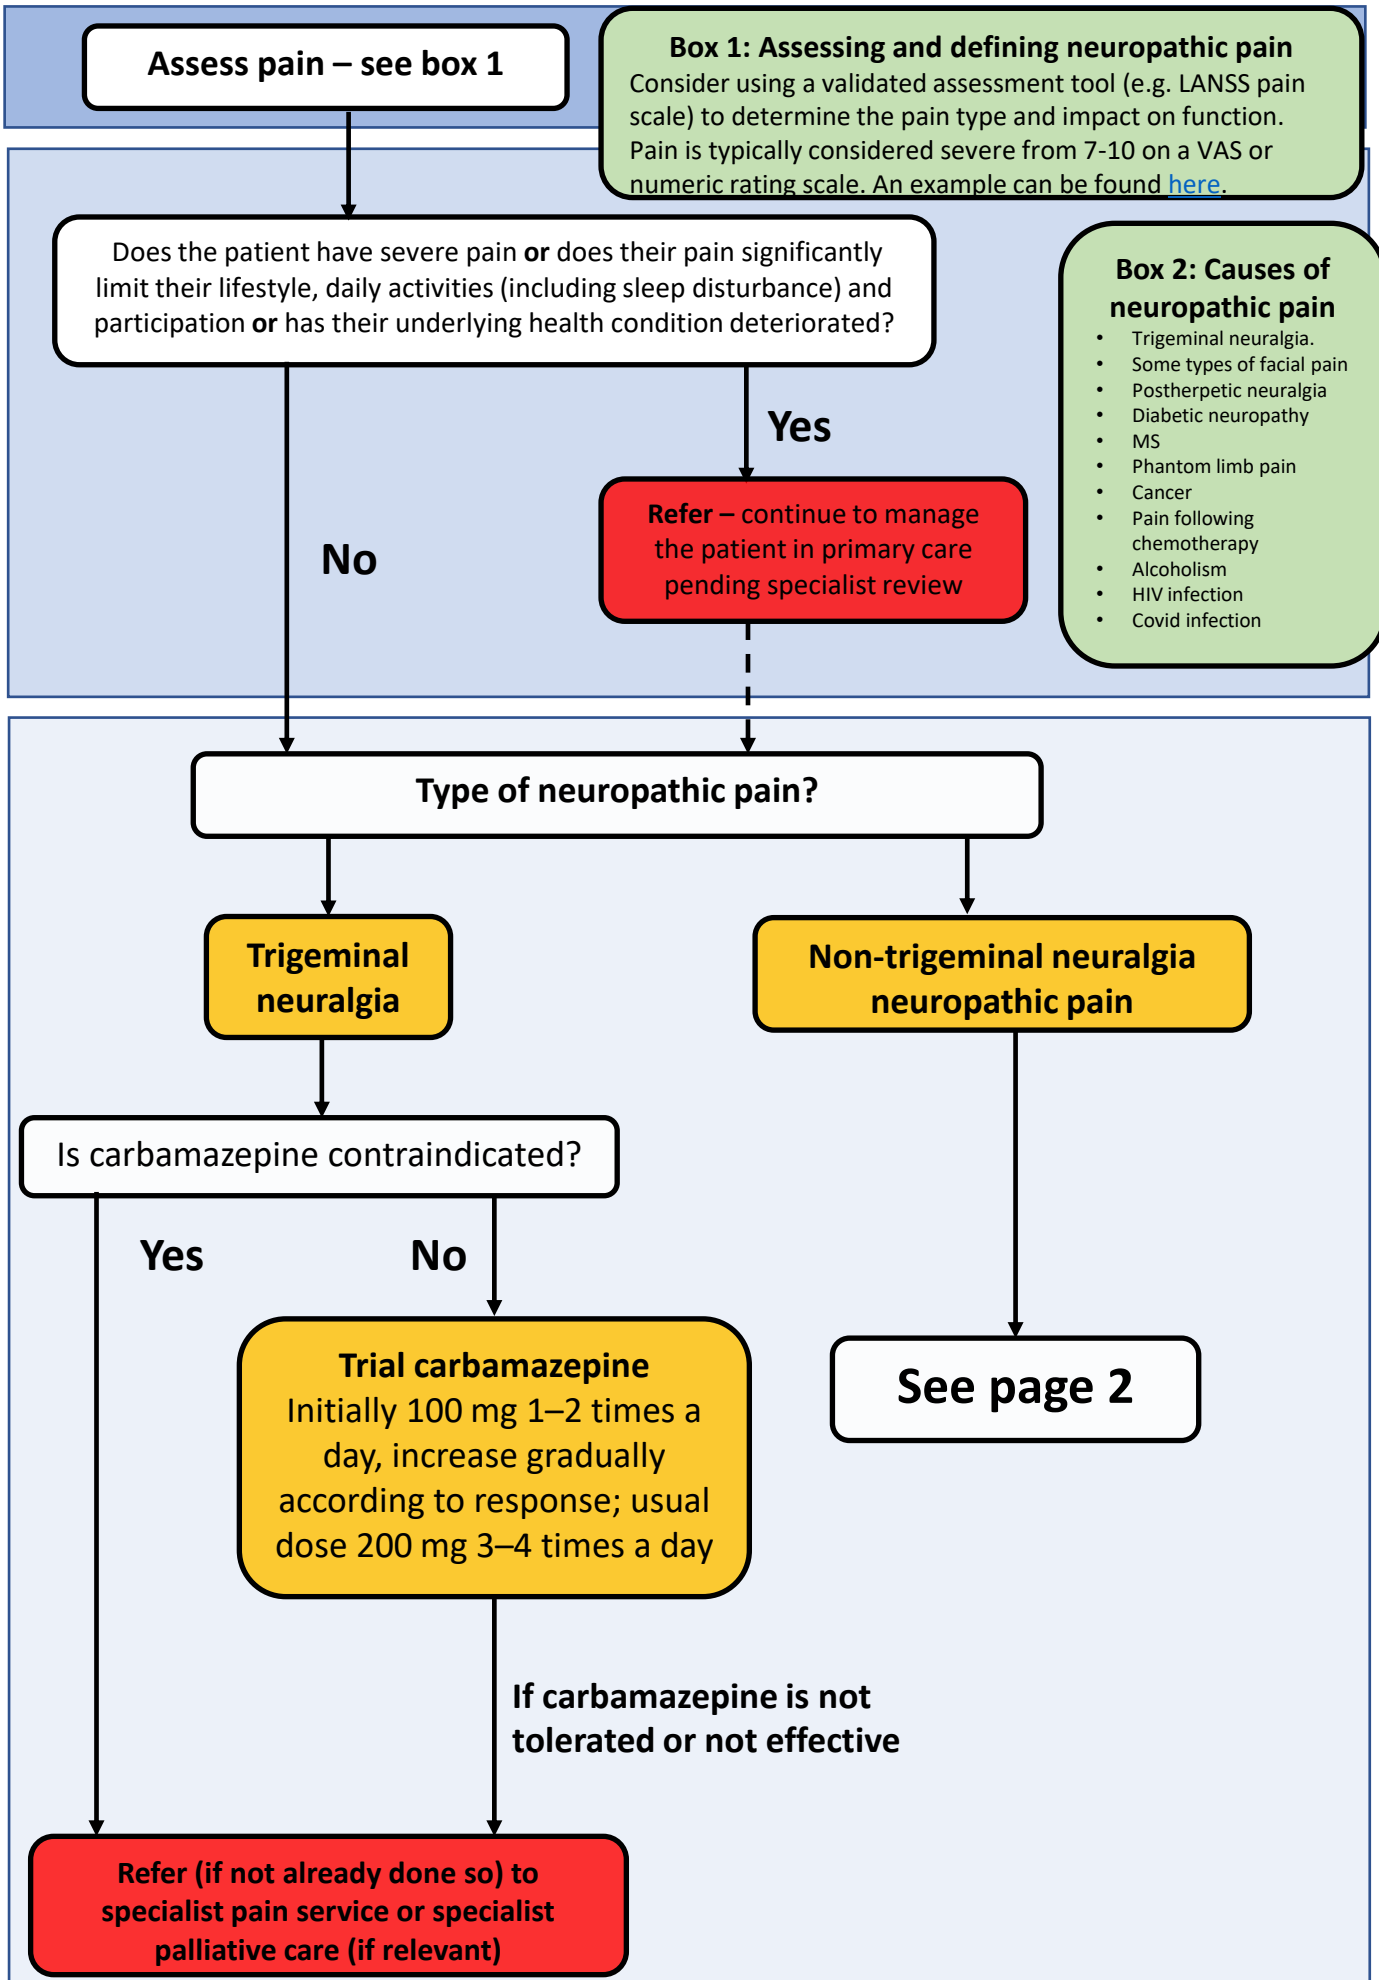 Assess pain – see box 1
Box 1: Assessing and defining neuropathic pain
Consider using a validated assessment tool (e.g. LANSS pain
scale) to determine the pain type and impact on function.
Pain is typically considered severe from 7-10 on a VAS or
numeric rating scale. An example can be found here.
Does the patient have severe pain or does their pain significantly
limit their lifestyle, daily activities (including sleep disturbance) and
participation or has their underlying health condition deteriorated?
Box 2: Causes of
neuropathic pain
• Trigeminal neuralgia.
• Some types of facial pain
• Postherpetic neuralgia
• Diabetic neuropathy
• MS
• Phantom limb pain
• Cancer
• Pain following
chemotherapy
• Alcoholism
• HIV infection
• Covid infection
Yes
No
Refer – continue to manage
the patient in primary care
pending specialist review
Type of neuropathic pain?
Trigeminal
neuralgia
Non-trigeminal neuralgia
neuropathic pain
Is carbamazepine contraindicated?
Yes
No
Trial carbamazepine
Initially 100 mg 1–2 times a
day, increase gradually
according to response; usual
dose 200 mg 3–4 times a day
See page 2
If carbamazepine is not
tolerated or not effective
Refer (if not already done so) to
specialist pain service or specialist
palliative care (if relevant)